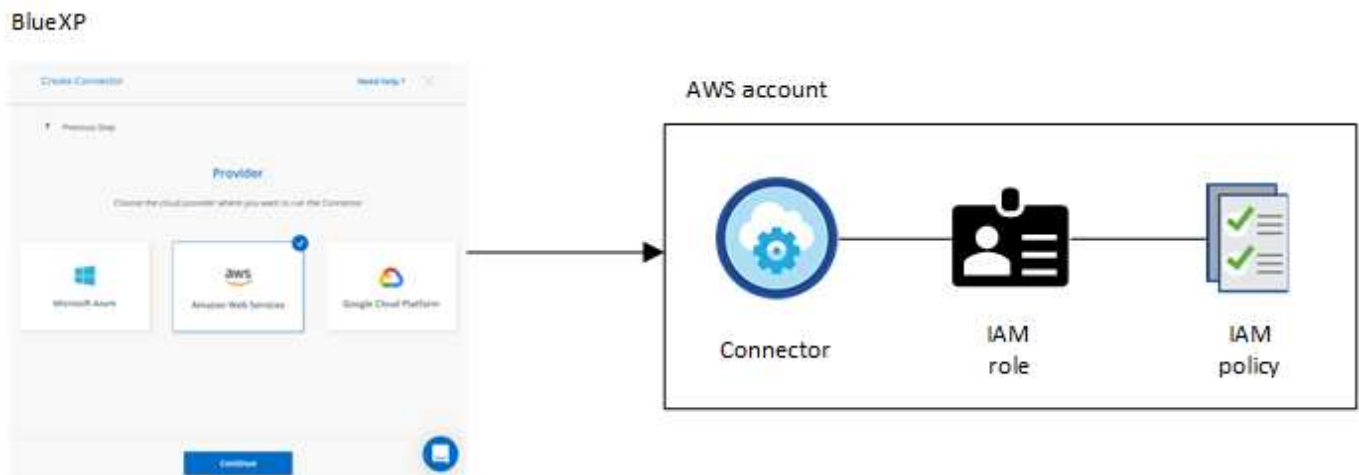 BlueXP
Create Connector
Need help?
Previous Step
Provider
Choose the cloud provider where you want to run the Connector
aws
Microsoft Azure
Amazon Web Services
Google Cloud Platform
Continue
AWS account
Connector
IAM
role
IAM
policy